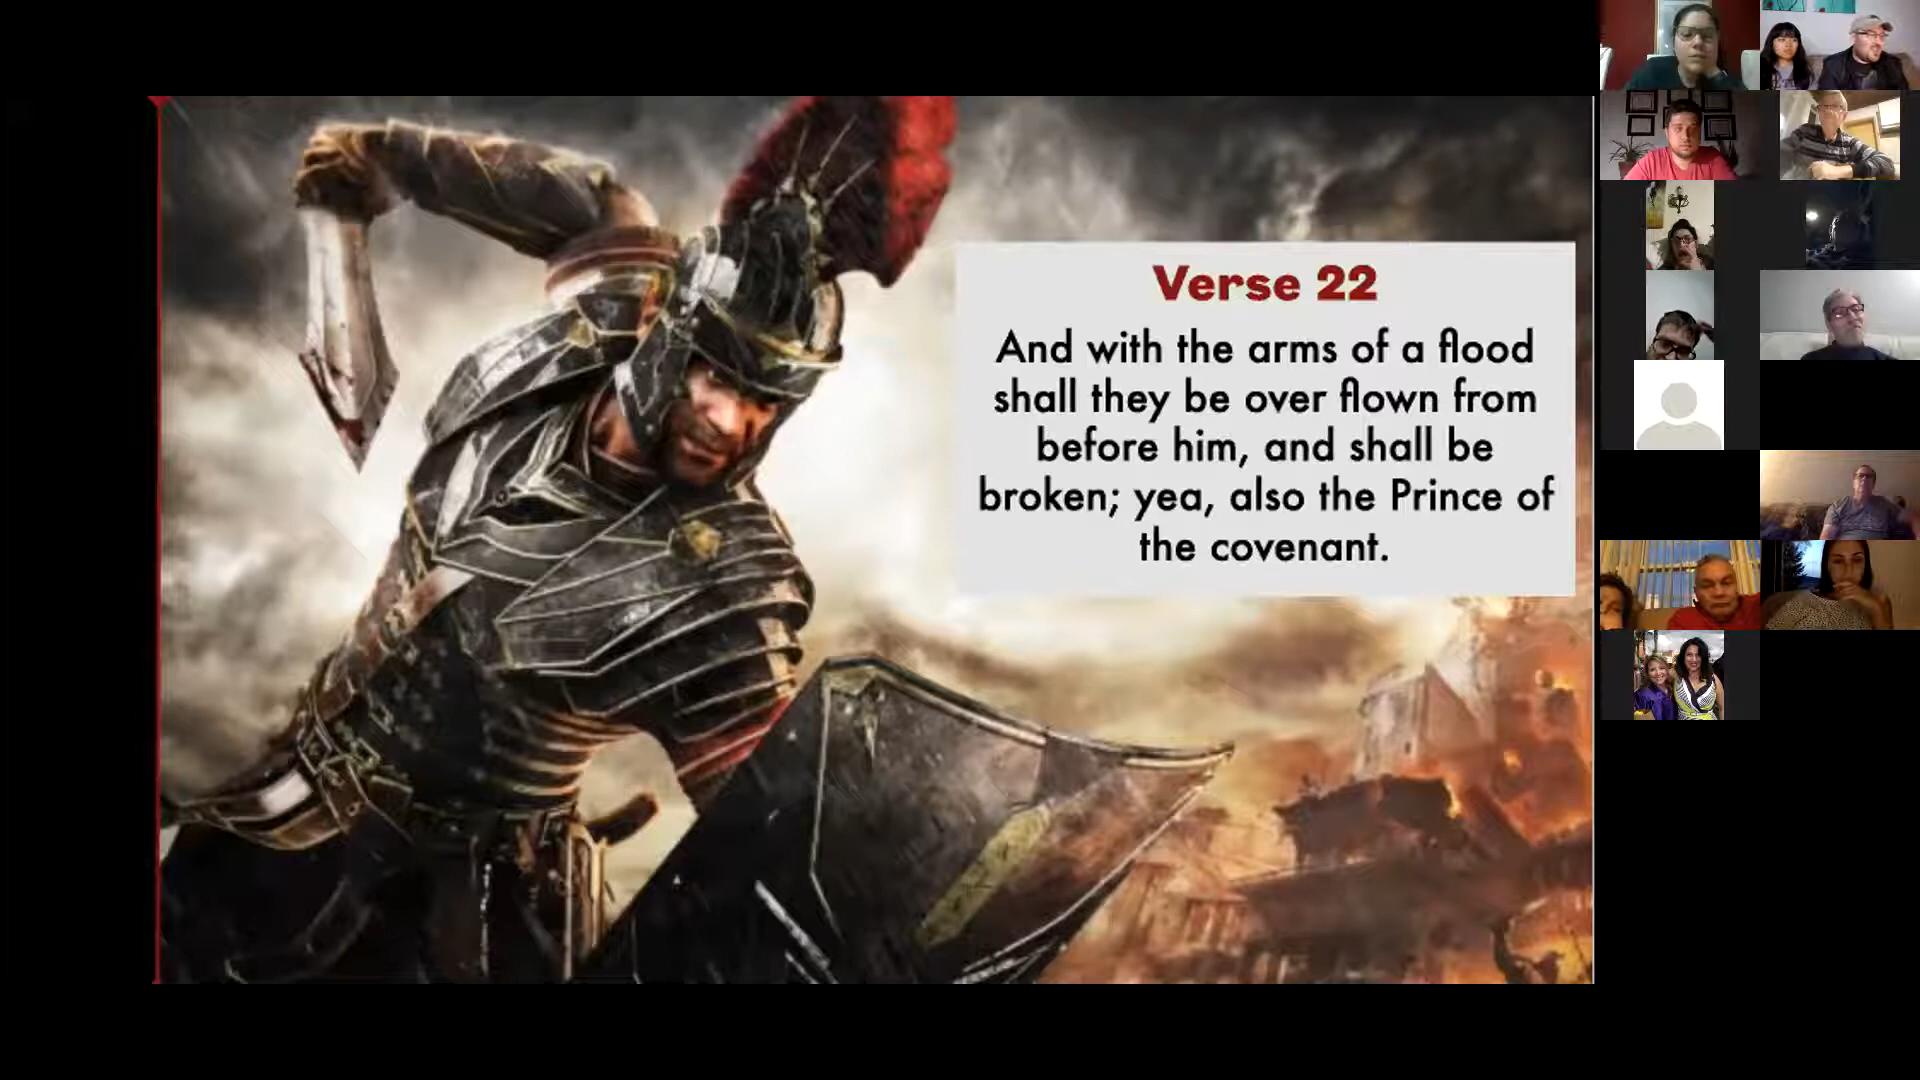 Verse 22
And with the arms of a flood
shall they be over flown from
before him, and shall be
broken; yea, also the Prince of
the covenant.